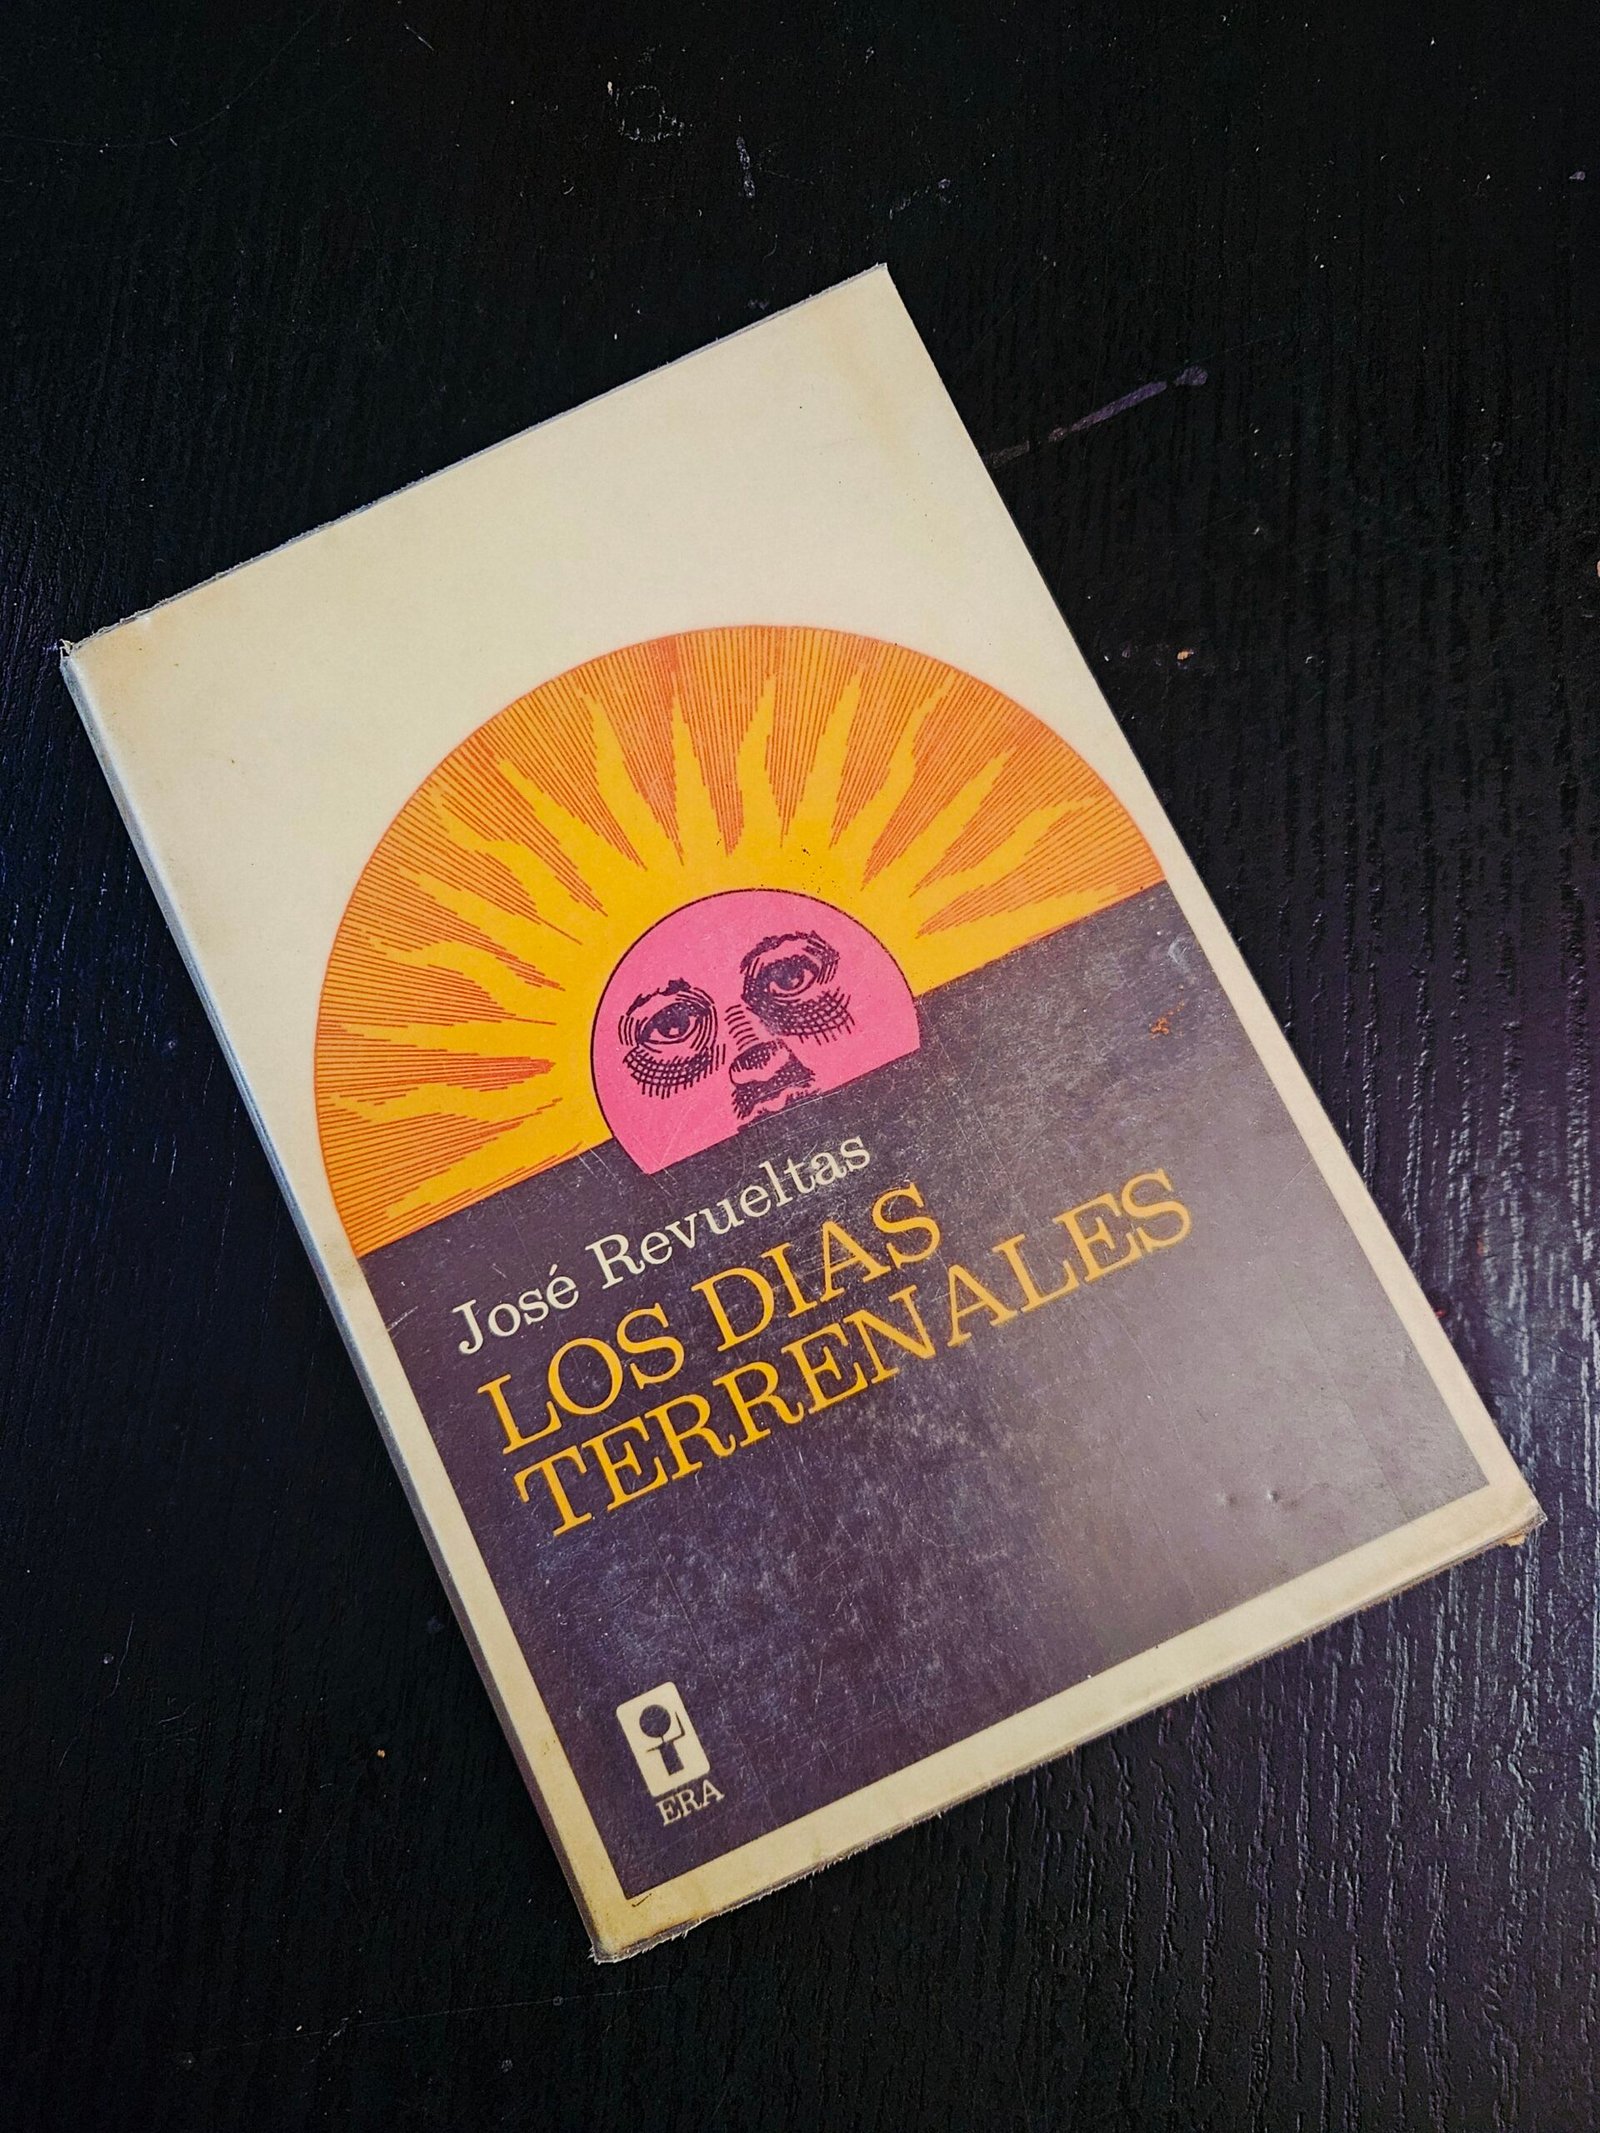 José Revueltas
LOS DIAS
TERRENALES
ERA